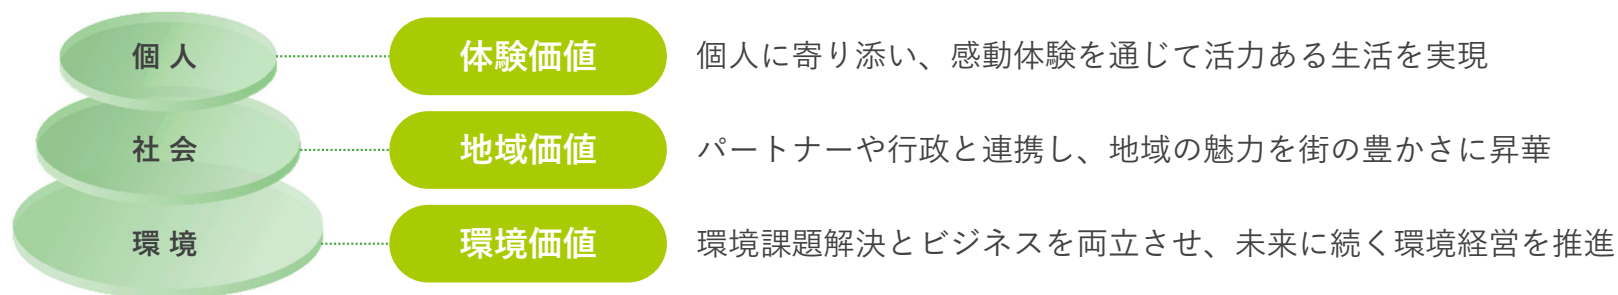 個人 体験価値 個人に寄り添い、感動体験を通じて活力ある生活を実現
社会 地域価値 パートナーや行政と連携し、地域の魅力を街の豊かさに昇華
環境 環境価値 環境課題解決とビジネスを両立させ、未来に続く環境経営を推進